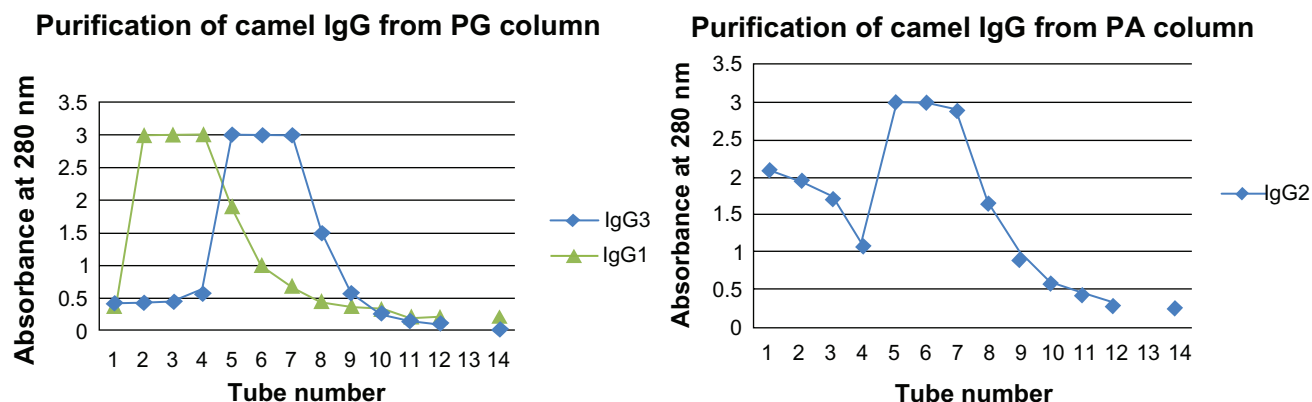 Purification of camel IgG from PG column
Absorbance at 280 nm
3.5
3
2.5
2
1.5
1
0.5
0
1 2 3 4 5 6 7 8 9 10 11 12 13 14
Tube number
IgG3
IgG1
Purification of camel IgG from PA column
Absorbance at 280 nm
3.5
3
2.5
2
1.5
1
0.5
0
1 2 3 4 5 6 7 8 9 10 11 12 13 14
Tube number
IgG2